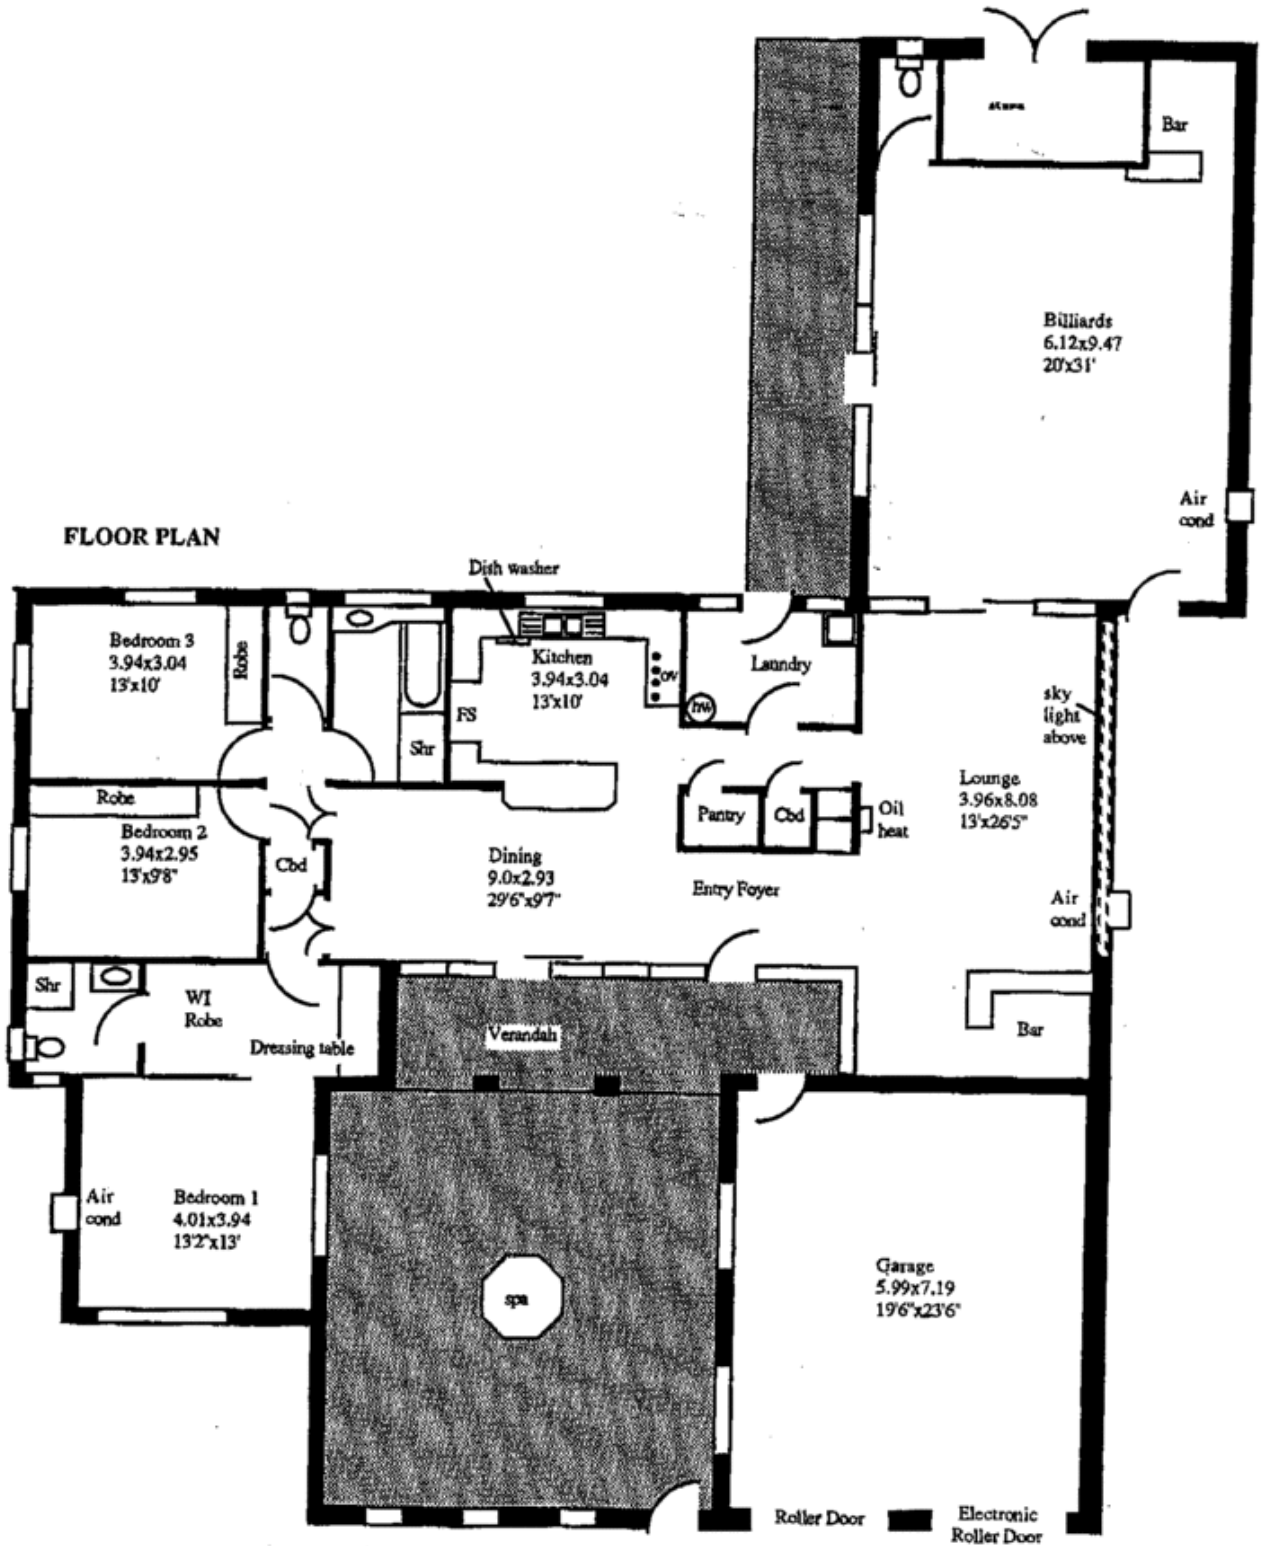 store
Bar
Billiards
6.12x9.47
20'x31'
Air
cond
FLOOR PLAN
Dish washer
Bedroom 3
3.94x3.04
13'x10'
Robe
Kitchen
3.94x3.04
13'x10'
ov
Laundry
hw
FS
Shr
sky
light
above
Lounge
3.96x8.08
13'x26'5"
Robe
Bedroom 2
3.94x2.95
13'x9'8"
Cbd
Pantry
Cbd
Oil
heat
Dining
9.0x2.93
29'6"x9'7"
Entry Foyer
Air
cond
Shr
WI
Robe
Dressing table
Verandah
Bar
Air
cond
Bedroom 1
4.01x3.94
13'2"x13'
spa
Garage
5.99x7.19
19'6"x23'6"
Roller Door
Electronic
Roller Door